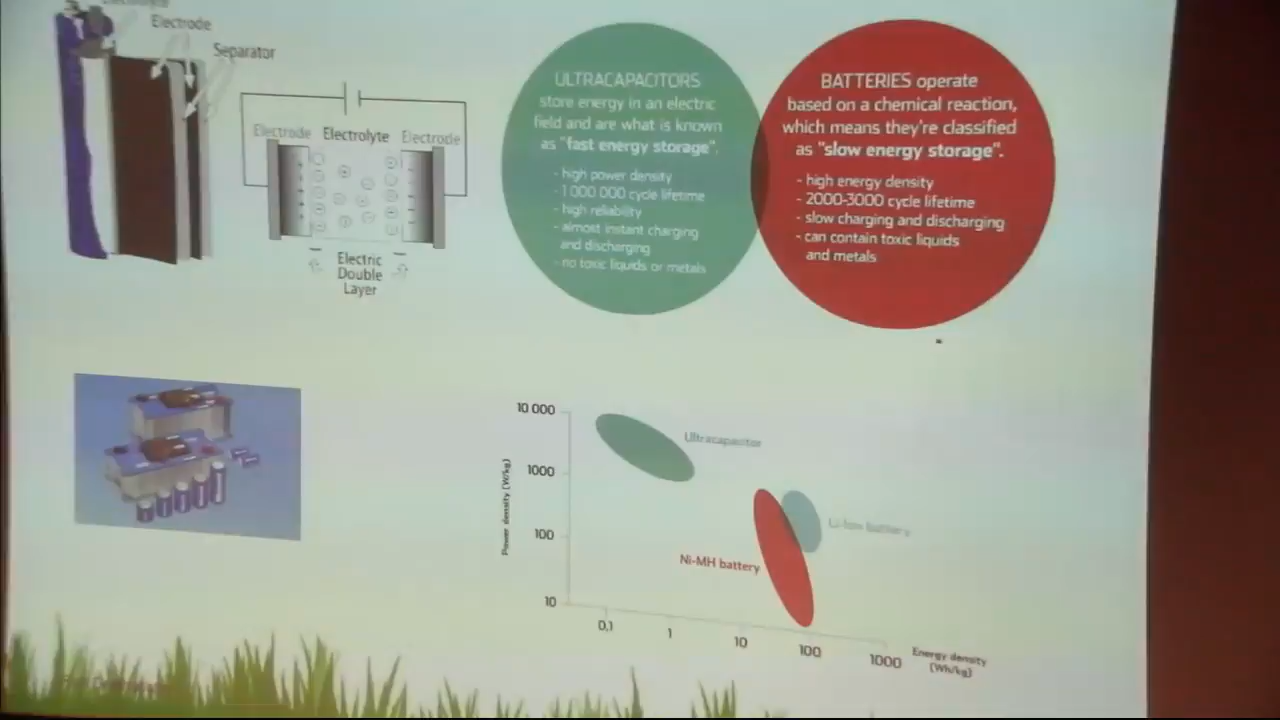 Electrode
Separator
Electrode
Electrolyte
Electrode
Electric
Double
Layer
ULTRACAPACITORS
store energy in an electric
field and are what is known
as "fast energy storage".
- high power density
- 1 000 000 cycle lifetime
- high reliability
- almost instant charging
and discharging
- no toxic liquids or metals
BATTERIES operate
based on a chemical reaction,
which means they're classified
as "slow energy storage".
- high energy density
- 2000-3000 cycle lifetime
- slow charging and discharging
- can contain toxic liquids
and metals
10 000
1000
100
10
Power density (W/kg)
Ultracapacitor
Li-Ion battery
Ni-MH battery
0,1
1
10
100
1000
Energy density
(Wh/kg)